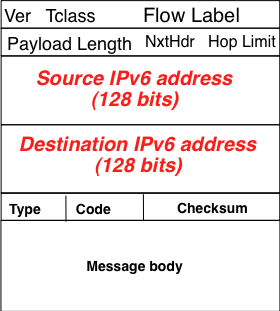 Ver Tclass Flow Label
Payload Length NxtHdr Hop Limit
Source IPv6 address
(128 bits)
Destination IPv6 address
(128 bits)
Type Code Checksum
Message body